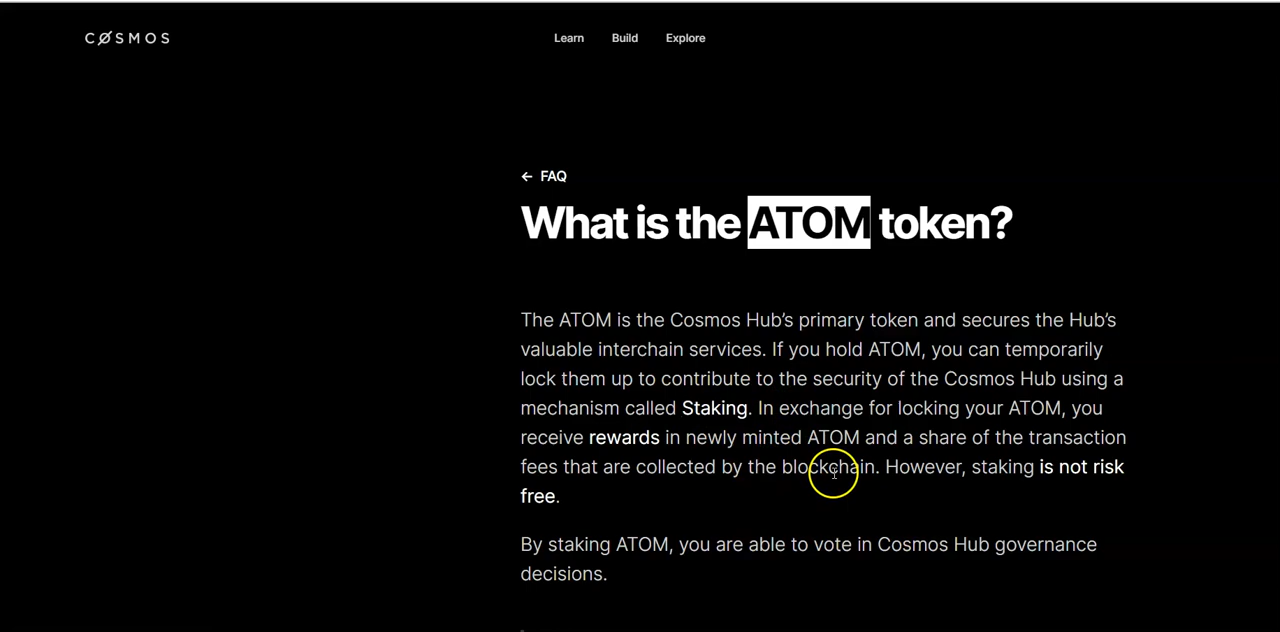 COSMOS
Learn Build Explore
← FAQ
What is the ATOM token?
The ATOM is the Cosmos Hub’s primary token and secures the Hub’s
valuable interchain services. If you hold ATOM, you can temporarily
lock them up to contribute to the security of the Cosmos Hub using a
mechanism called Staking. In exchange for locking your ATOM, you
receive rewards in newly minted ATOM and a share of the transaction
fees that are collected by the blockchain. However, staking is not risk
free.
By staking ATOM, you are able to vote in Cosmos Hub governance
decisions.